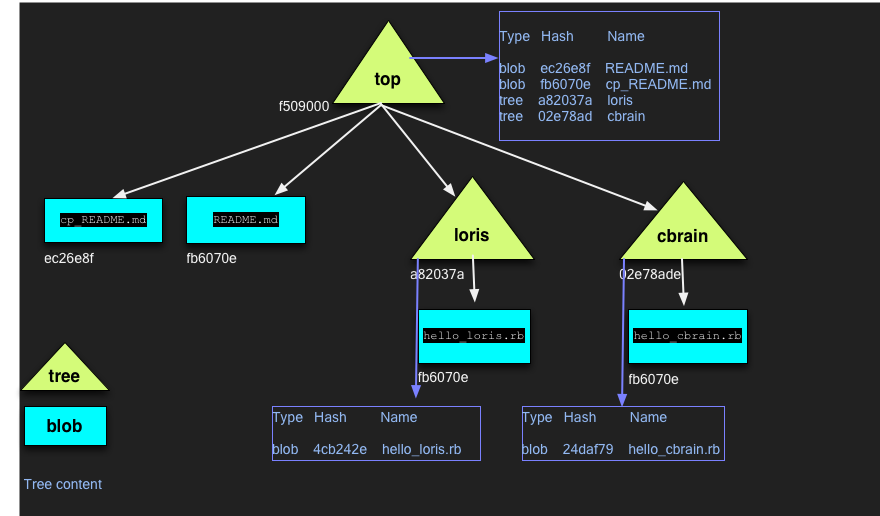 Type Hash Name
blob ec26e8f README.md
blob fb6070e cp_README.md
tree a82037a loris
tree 02e78ad cbrain
top
f509000
cp_README.md
README.md
loris
cbrain
ec26e8f
fb6070e
a82037a
02e78ade
hello_loris.rb
hello_cbrain.rb
fb6070e
fb6070e
tree
blob
Type Hash Name
blob 4cb242e hello_loris.rb
Type Hash Name
blob 24daf79 hello_cbrain.rb
Tree content